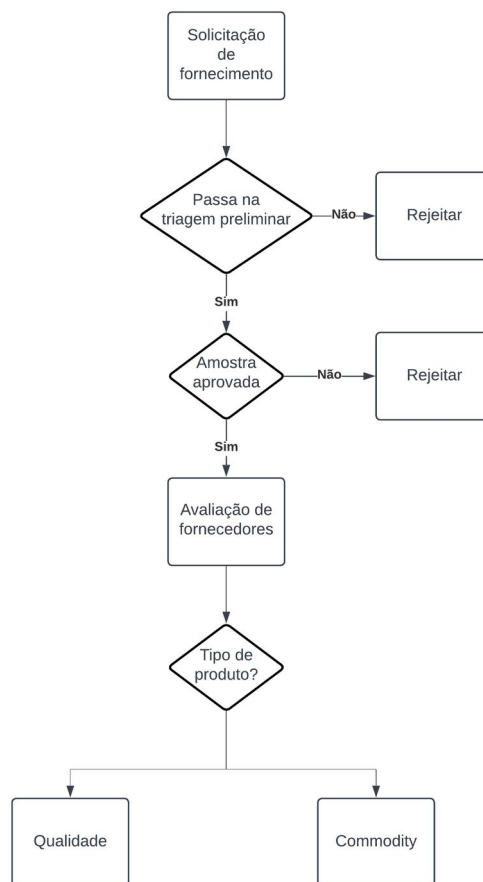 Solicitação
de
fornecimento
Passa na
triagem preliminar
Não
Rejeitar
Sim
Amostra
aprovada
Não
Rejeitar
Sim
Avaliação de
fornecedores
Tipo de
produto?
Qualidade
Commodity